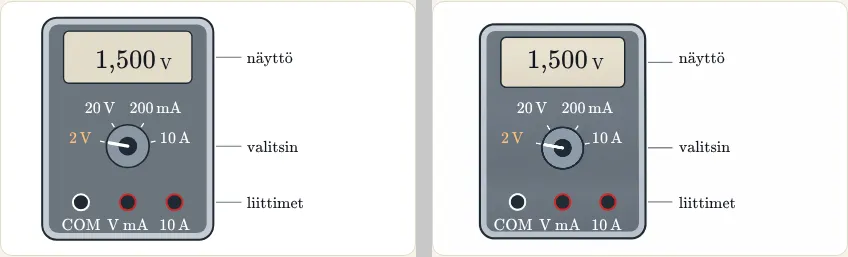 1,500 V
näyttö
20 V 200 mA
2 V 10 A
valitsin
liittimet
COM V mA 10 A
1,500 V
näyttö
20 V 200 mA
2 V 10 A
valitsin
liittimet
COM V mA 10 A